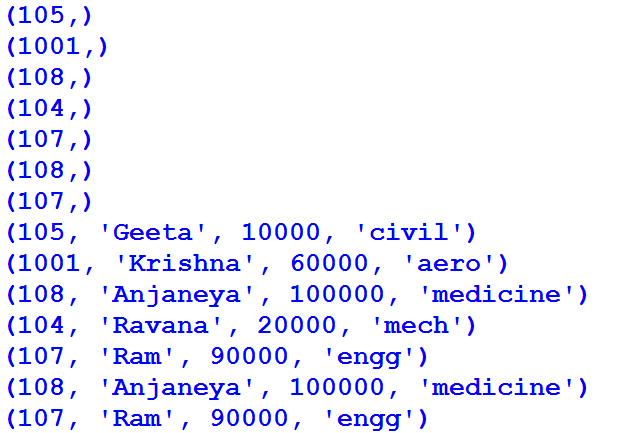 (105,)
(1001,)
(108,)
(104,)
(107,)
(108,)
(107,)
(105, 'Geeta', 10000, 'civil')
(1001, 'Krishna', 60000, 'aero')
(108, 'Anjaneya', 100000, 'medicine')
(104, 'Ravana', 20000, 'mech')
(107, 'Ram', 90000, 'engg')
(108, 'Anjaneya', 100000, 'medicine')
(107, 'Ram', 90000, 'engg')